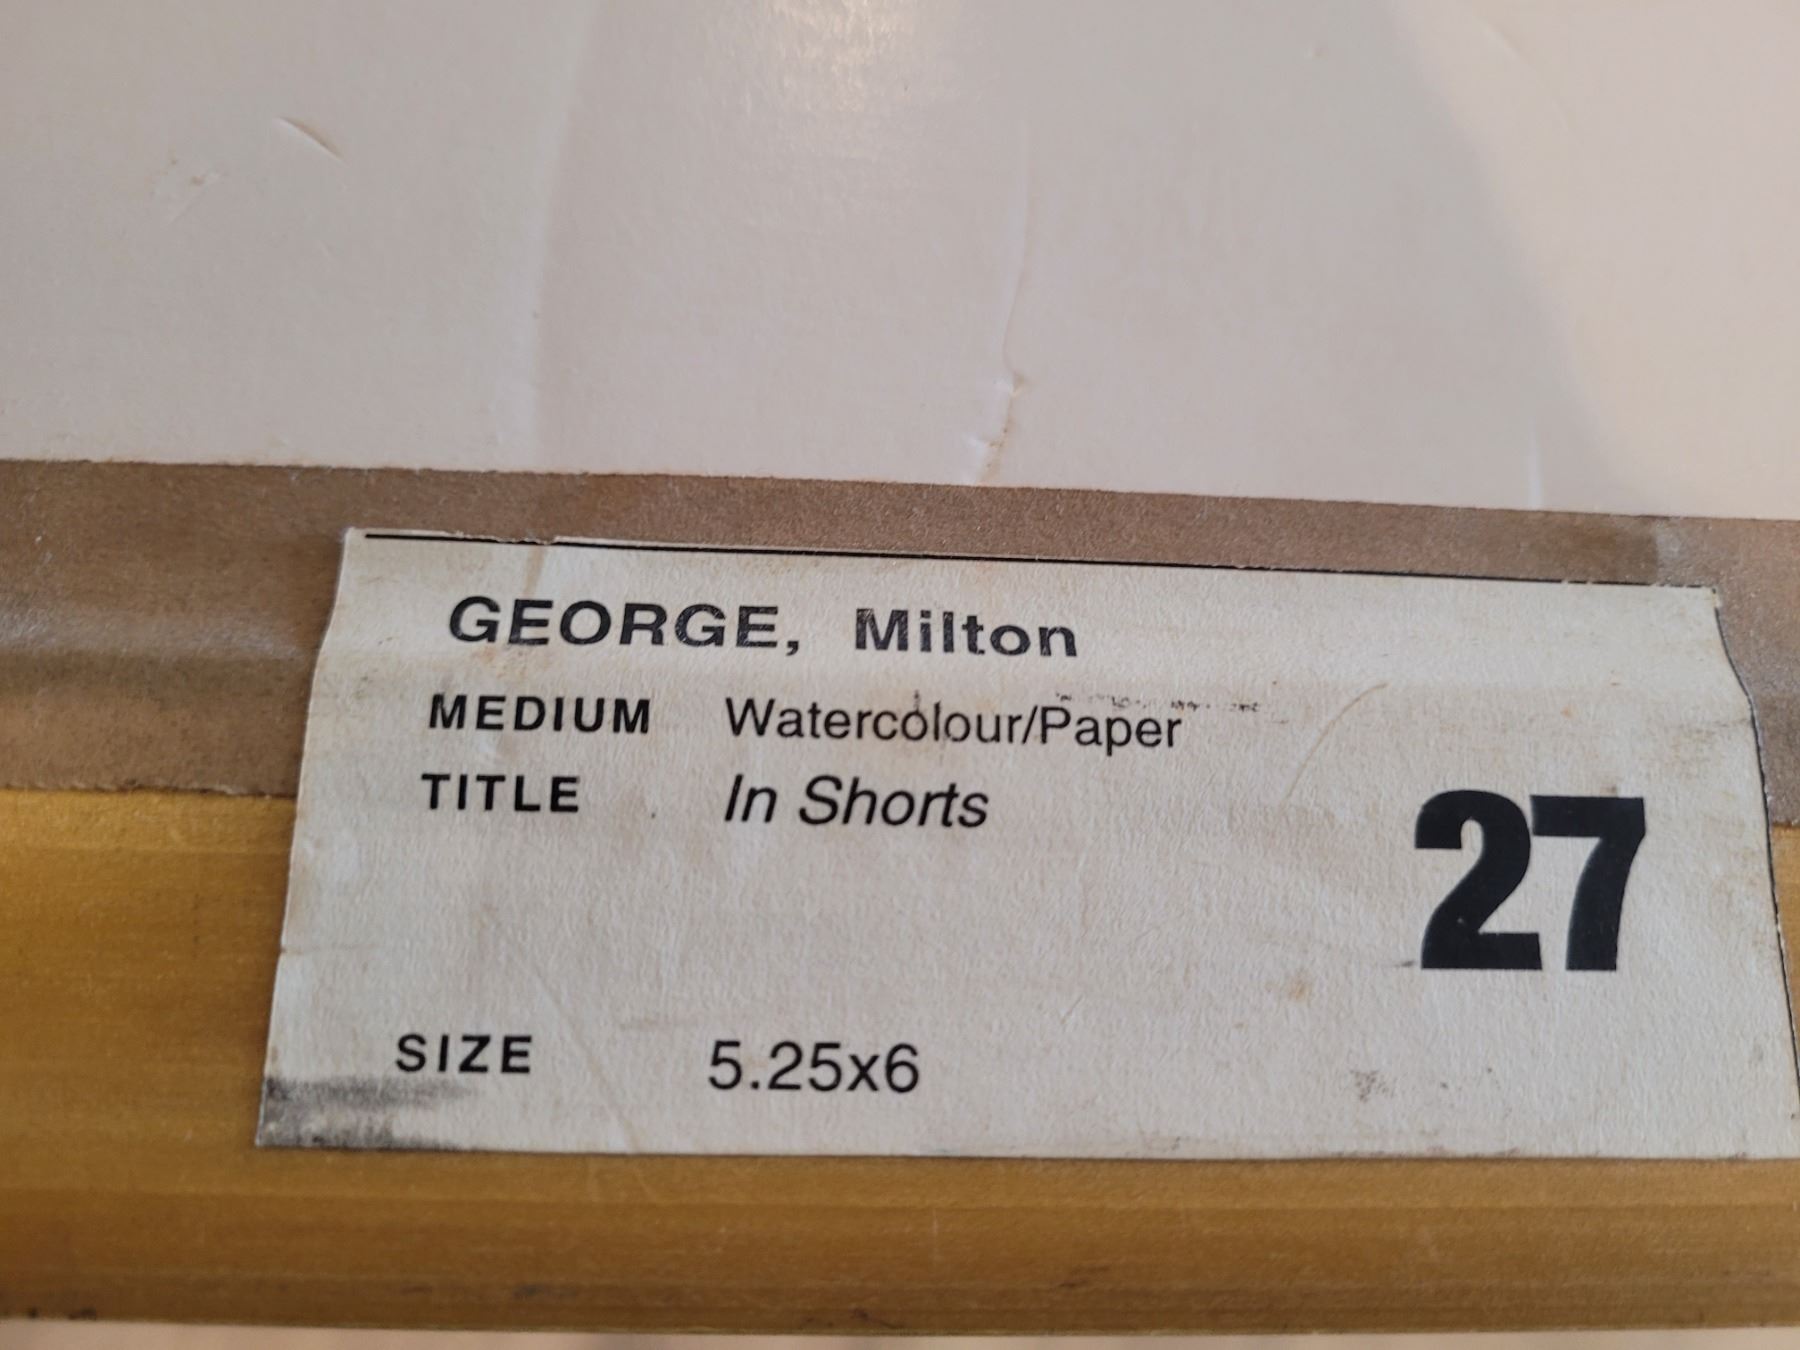 GEORGE, Milton
MEDIUM Watercolour/Paper
TITLE In Shorts
27
SIZE 5.25x6